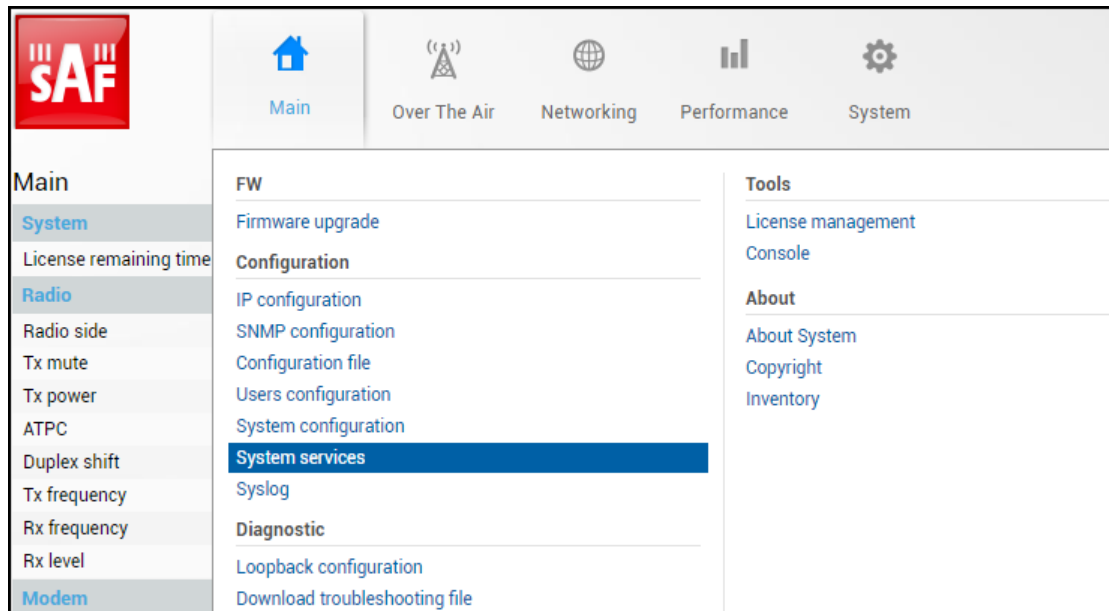 SAF
Main
Over The Air
Networking
Performance
System
Main
System
License remaining time
Radio
Radio side
Tx mute
Tx power
ATPC
Duplex shift
Tx frequency
Rx frequency
Rx level
Modem
FW
Firmware upgrade
Configuration
IP configuration
SNMP configuration
Configuration file
Users configuration
System configuration
System services
Syslog
Diagnostic
Loopback configuration
Download troubleshooting file
Tools
License management
Console
About
About System
Copyright
Inventory